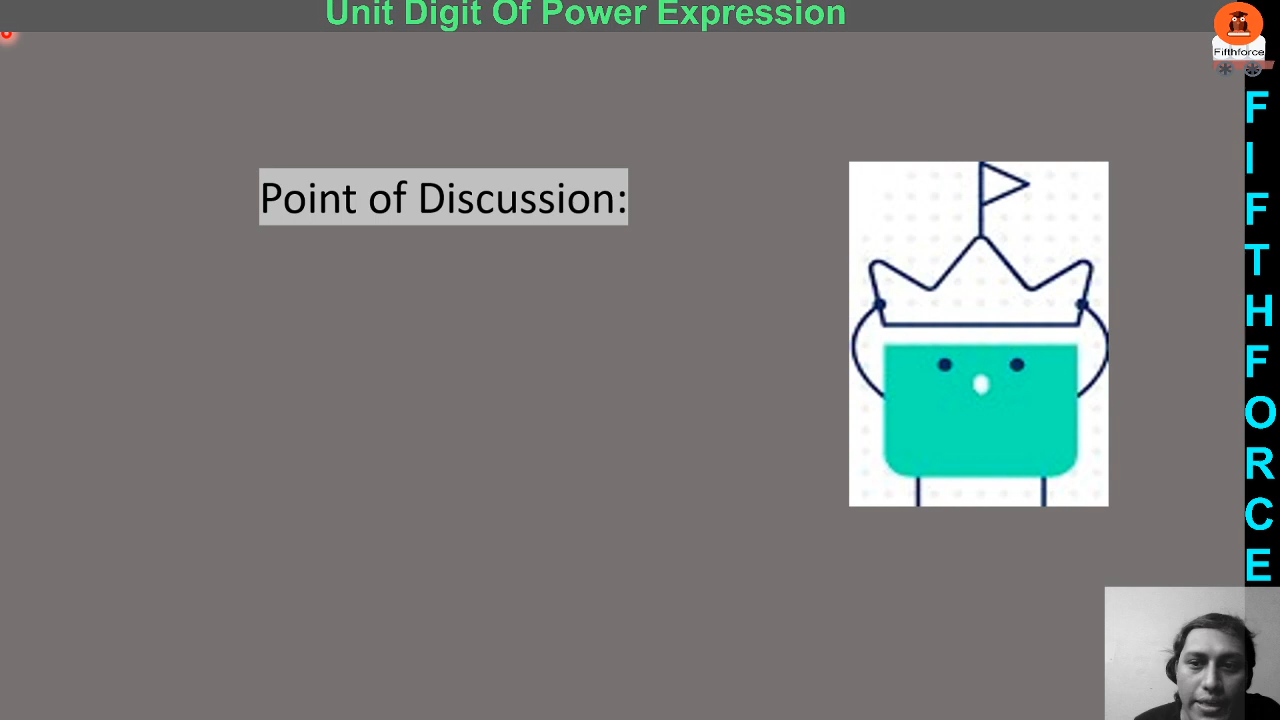 Unit Digit Of Power Expression
Fifthforce
Point of Discussion:
FIFTHFORCE